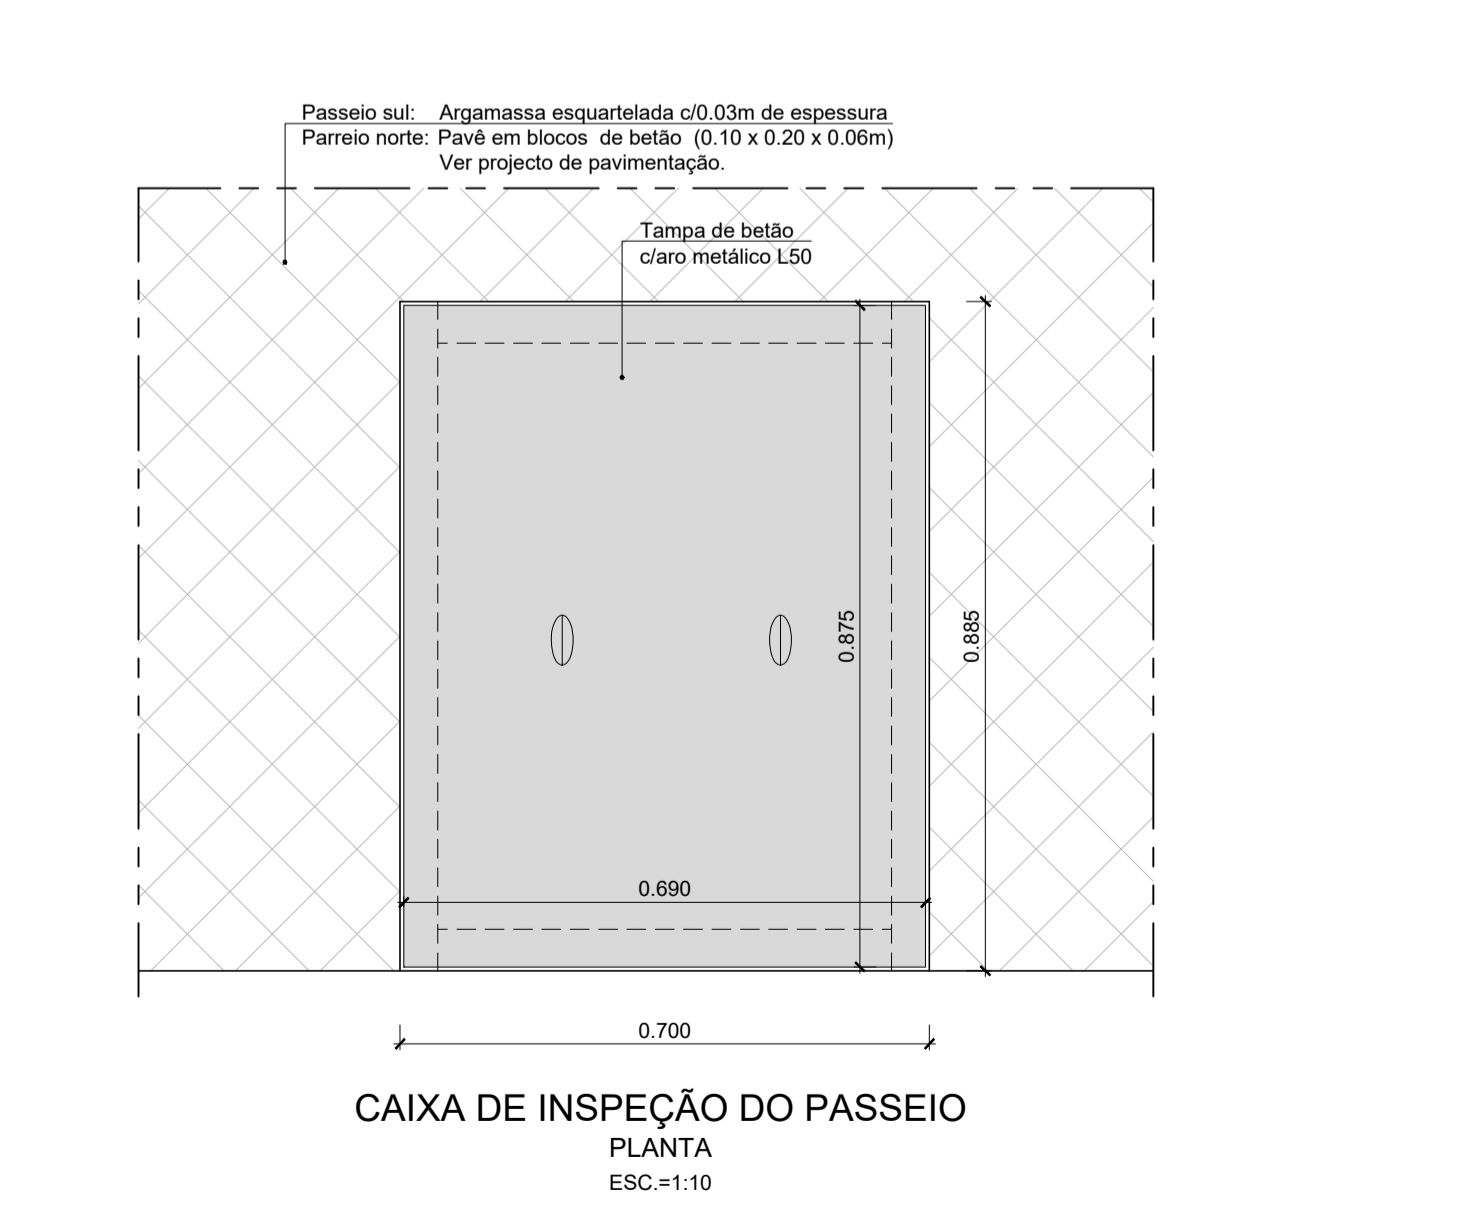 Passeio sul: Argamassa esquartelada c/0.03m de espessura
Parreio norte: Pavê em blocos de betão (0.10 x 0.20 x 0.06m)
Ver projecto de pavimentação.
Tampa de betão
c/aro metálico L50
0.875
0.885
0.690
0.700
CAIXA DE INSPEÇÃO DO PASSEIO
PLANTA
ESC.=1:10